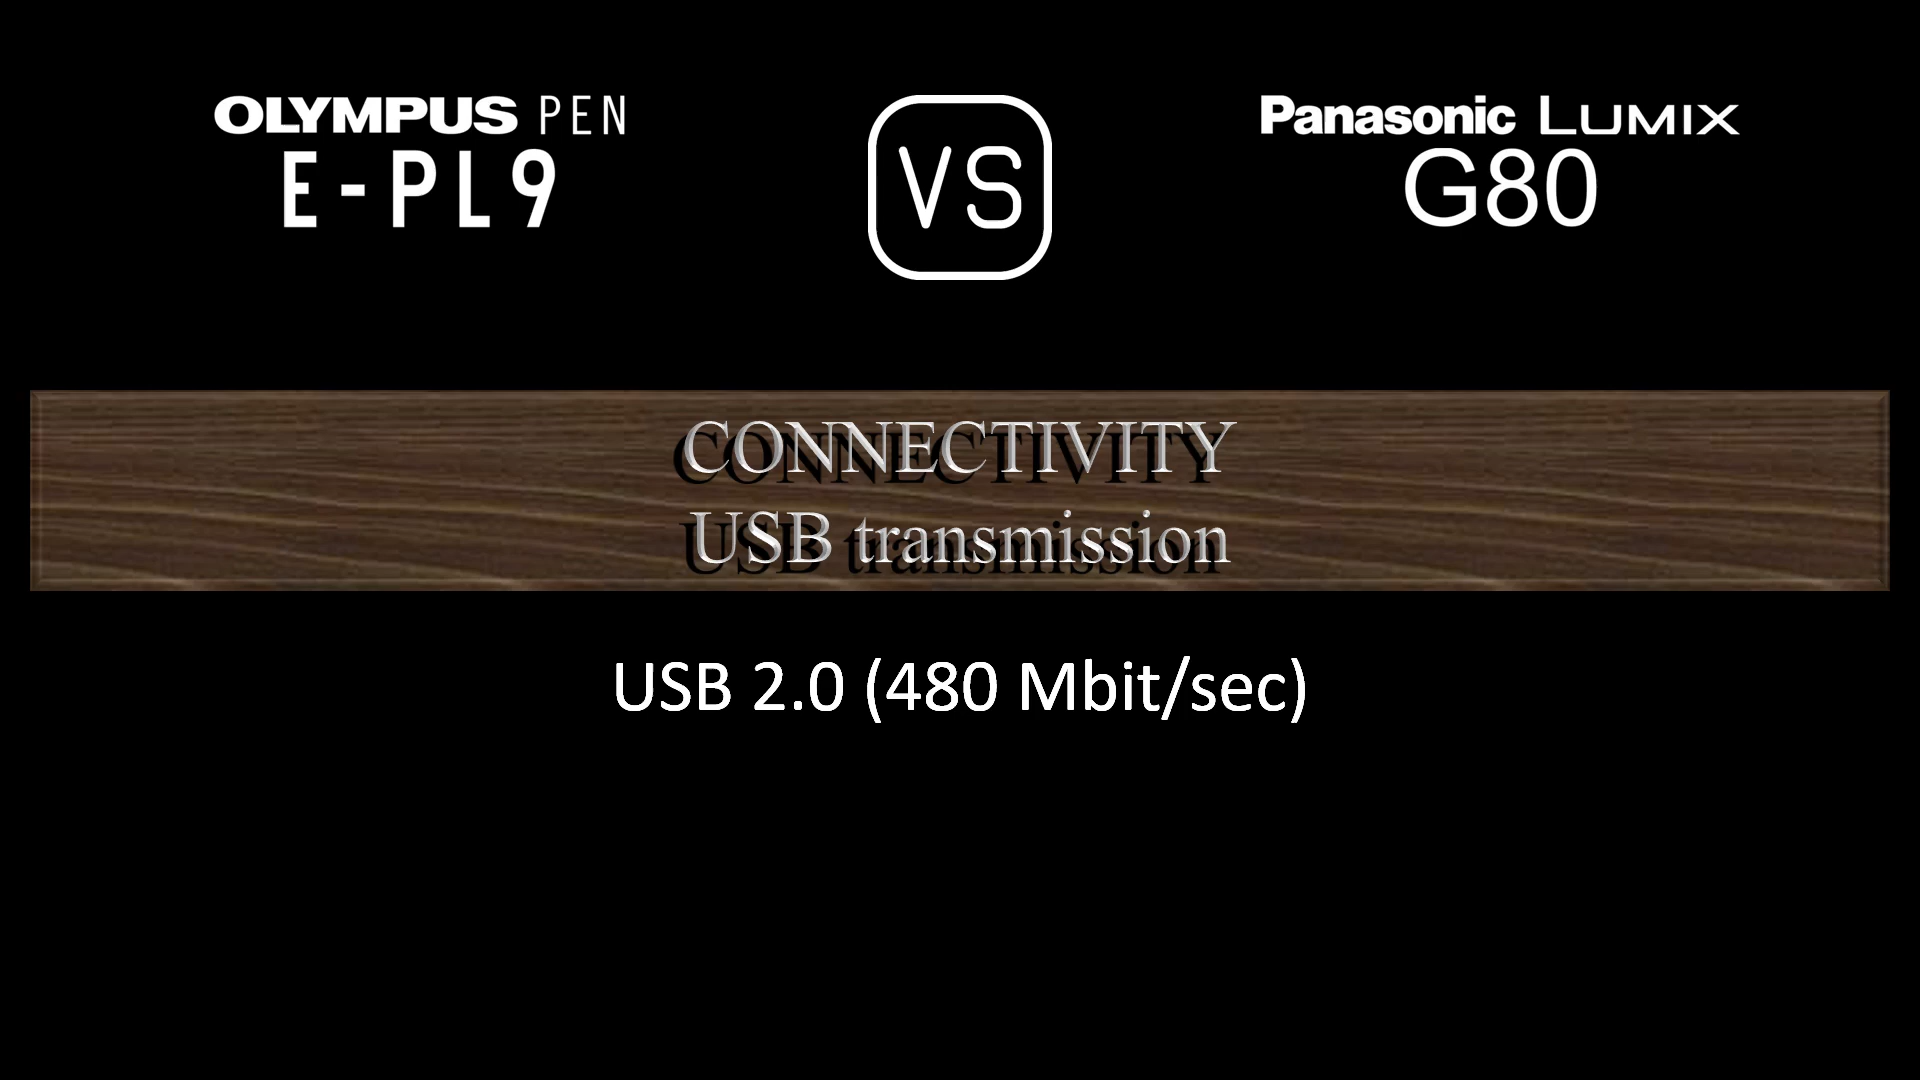 OLYMPUS PEN
E-PL9
VS
Panasonic LUMIX
G80
CONNECTIVITY
USB transmission
USB 2.0 (480 Mbit/sec)